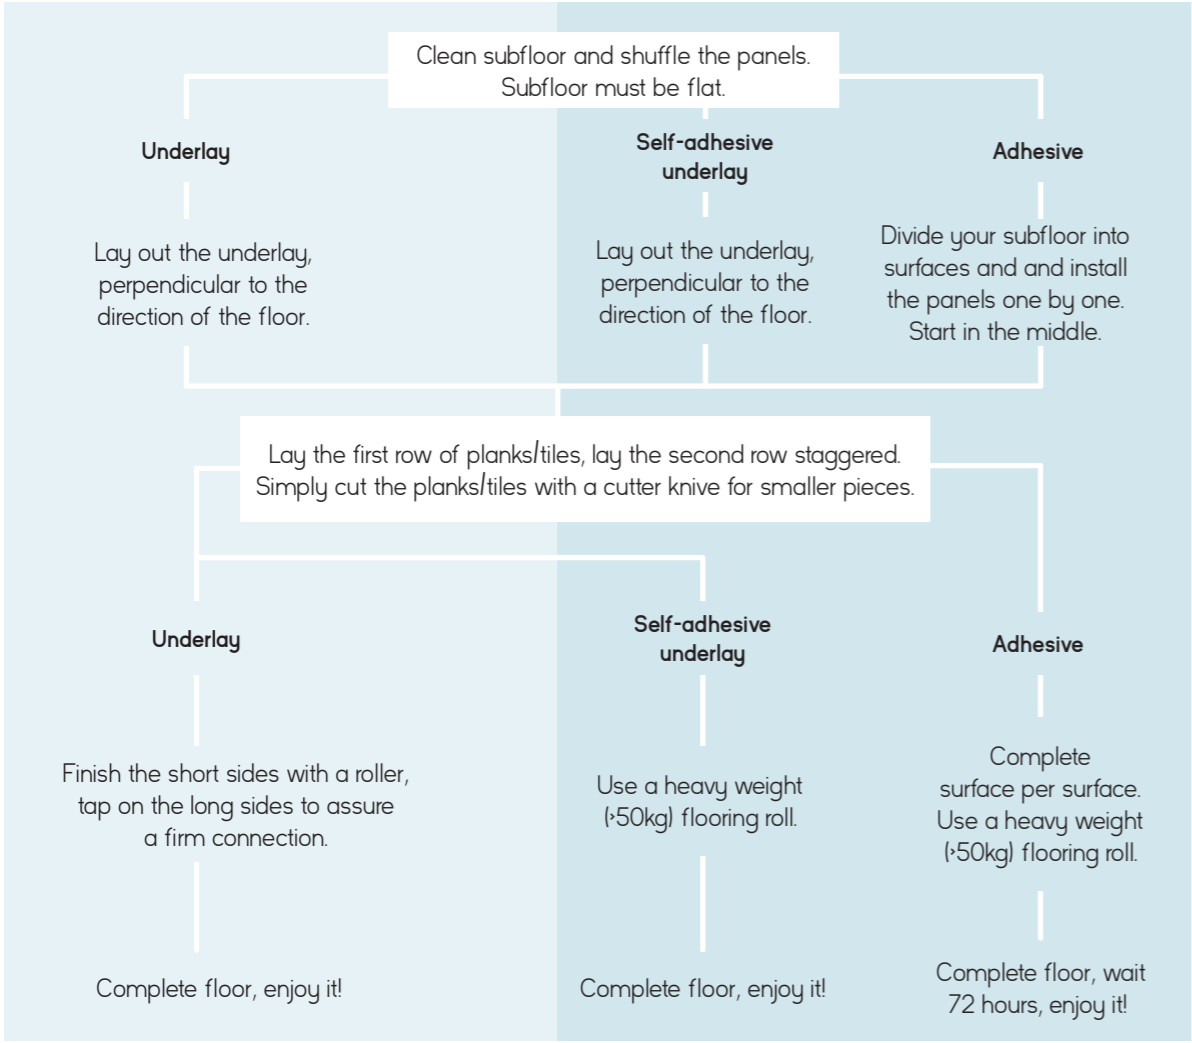 Clean subfloor and shuffle the panels.
Subfloor must be flat.
Underlay
Lay out the underlay,
perpendicular to the
direction of the floor.
Self-adhesive
underlay
Lay out the underlay,
perpendicular to the
direction of the floor.
Adhesive
Divide your subfloor into
surfaces and and install
the panels one by one.
Start in the middle.
Lay the first row of planks/tiles, lay the second row staggered.
Simply cut the planks/tiles with a cutter knive for smaller pieces.
Underlay
Finish the short sides with a roller,
tap on the long sides to assure
a firm connection.
Complete floor, enjoy it!
Self-adhesive
underlay
Use a heavy weight
(>50kg) flooring roll.
Complete floor, enjoy it!
Adhesive
Complete
surface per surface.
Use a heavy weight
(>50kg) flooring roll.
Complete floor, wait
72 hours, enjoy it!